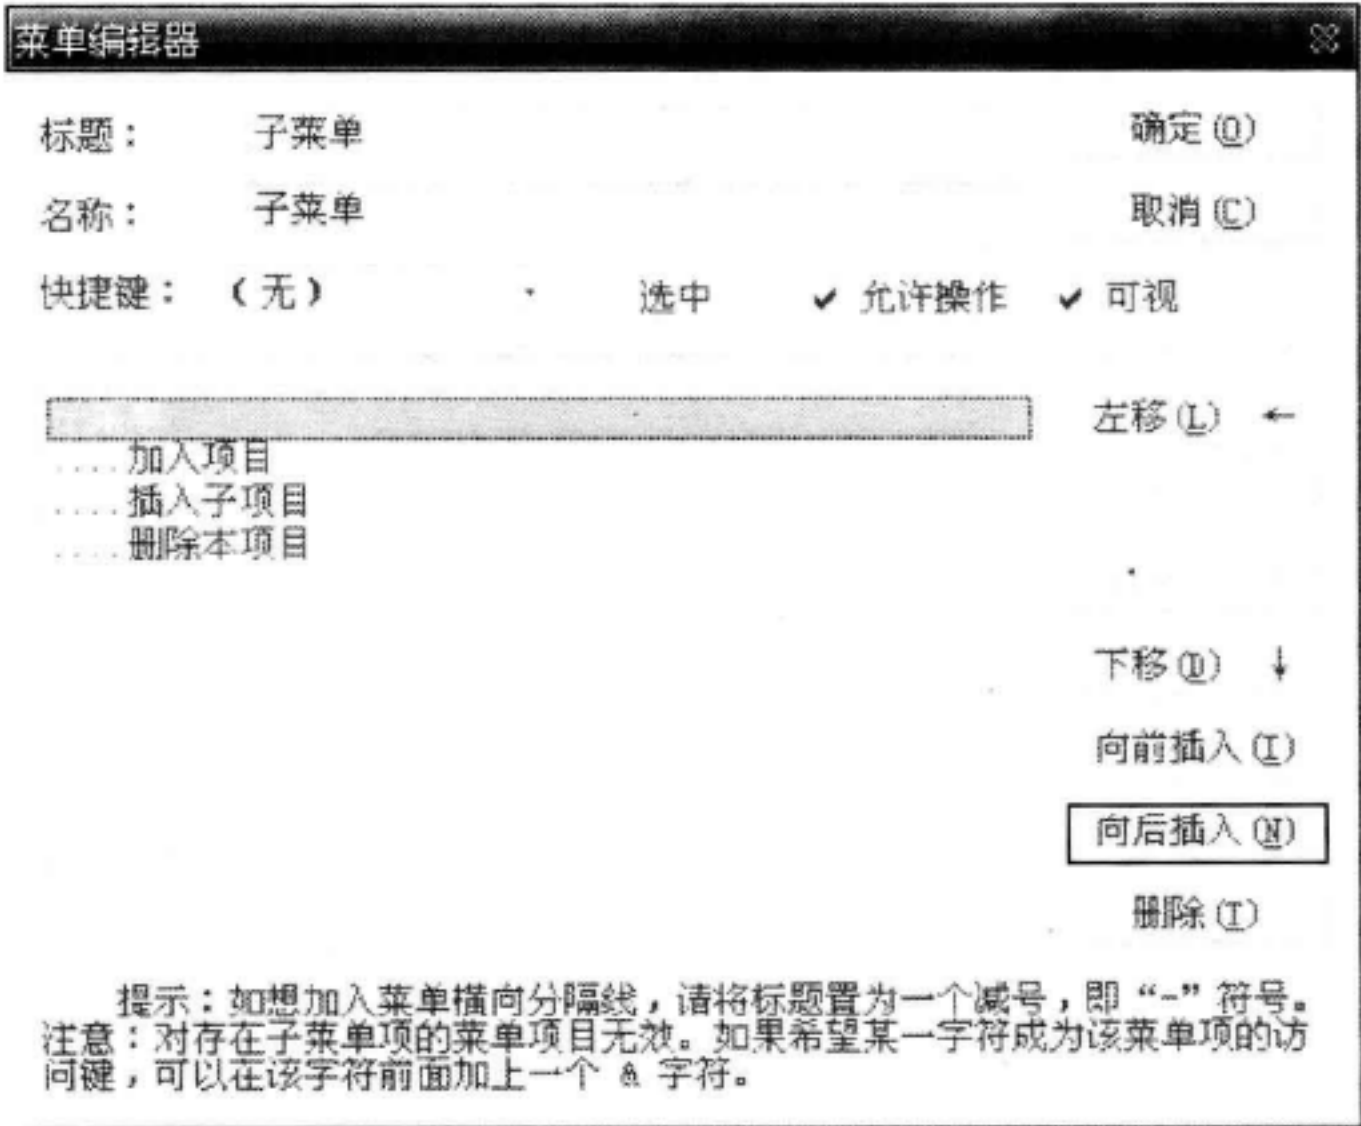 菜单编辑器
标题： 子菜单 确定(O)
名称： 子菜单 取消(C)
快捷键： (无) 选中 ✔ 允许操作 ✔ 可视
左移(L) ←
....加入项目
....插入子项目
....删除本项目
下移(D) ↓
向前插入(I)
向后插入(N)
删除(T)
提示：如想加入菜单横向分隔线，请将标题置为一个减号，即“-”符号。
注意：对存在子菜单项的菜单项目无效。如果希望某一字符成为该菜单项的访
问键，可以在该字符前面加上一个 & 字符。